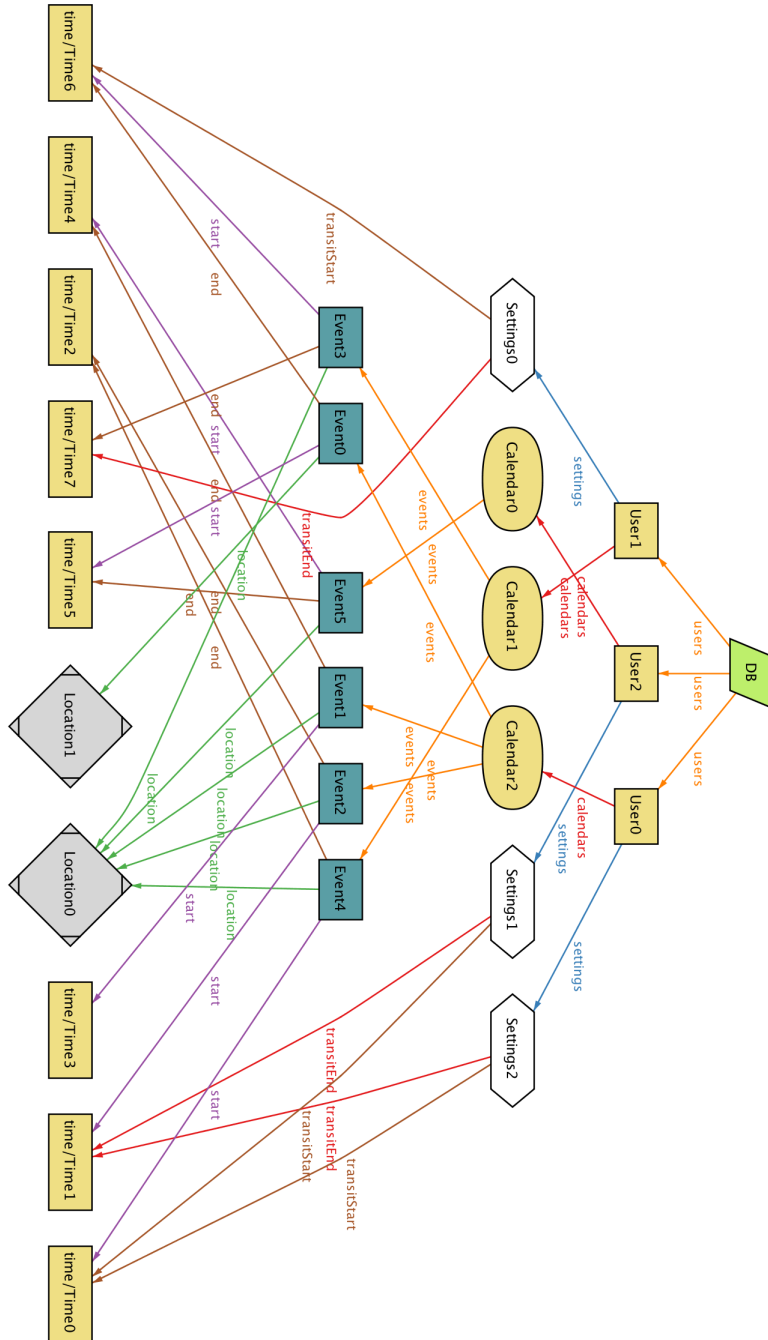 DB
users
users
users
User1
User2
User0
settings
calendars
calendars
calendars
settings
settings
Settings0
Calendar0
Calendar1
Calendar2
Settings1
Settings2
events
events
events
events
events
events
transitStart
transitEnd
transitEnd
transitEnd
transitStart
transitStart
Event3
Event0
Event5
Event1
Event2
Event4
start
end
end
start
end
start
location
end
end
end
location
location
location
location
location
start
start
start
time/Time6
time/Time4
time/Time2
time/Time7
time/Time5
Location1
Location0
time/Time3
time/Time1
time/Time0